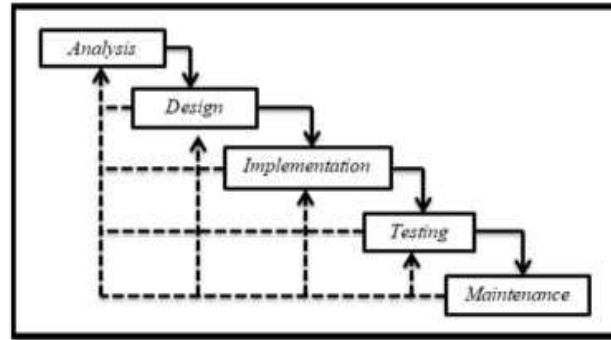 Analysis
Design
Implementation
Testing
Maintenance